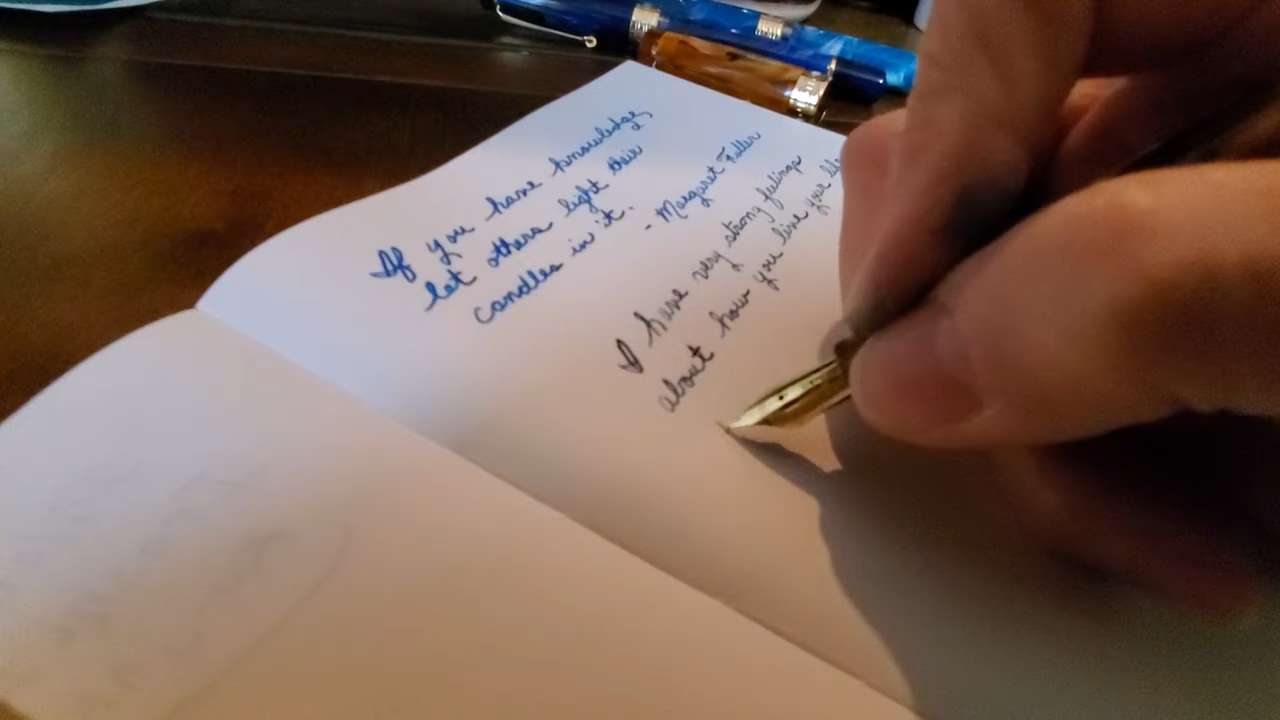 If you have knowledge,
let others light their
candles in it.
- Margaret Fuller
I have very strong feelings
about how you live your